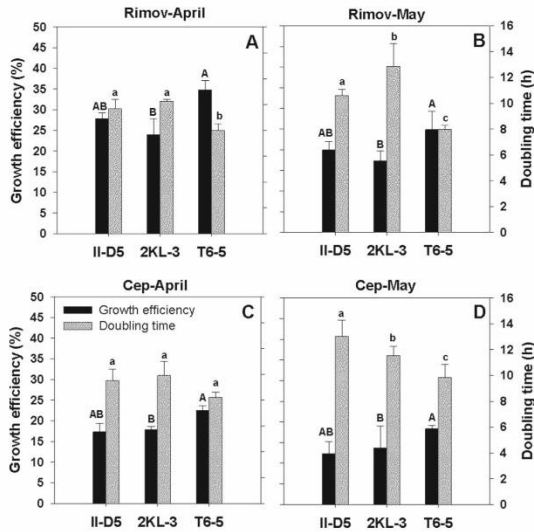 Rimov-April
Rimov-May
Growth efficiency (%)
50
45
40
35
30
25
20
15
10
5
0
A
AB a
B a
A b
II-D5 2KL-3 T6-5
B
AB a
B b
A c
II-D5 2KL-3 T6-5
16
14
12
10
8
6
4
2
0
Doubling time (h)
Cep-April
Cep-May
Growth efficiency (%)
50
45
40
35
30
25
20
15
10
5
0
Growth efficiency
Doubling time
C
AB a
B a
A a
II-D5 2KL-3 T6-5
D
AB a
B b
A c
II-D5 2KL-3 T6-5
16
14
12
10
8
6
4
2
0
Doubling time (h)